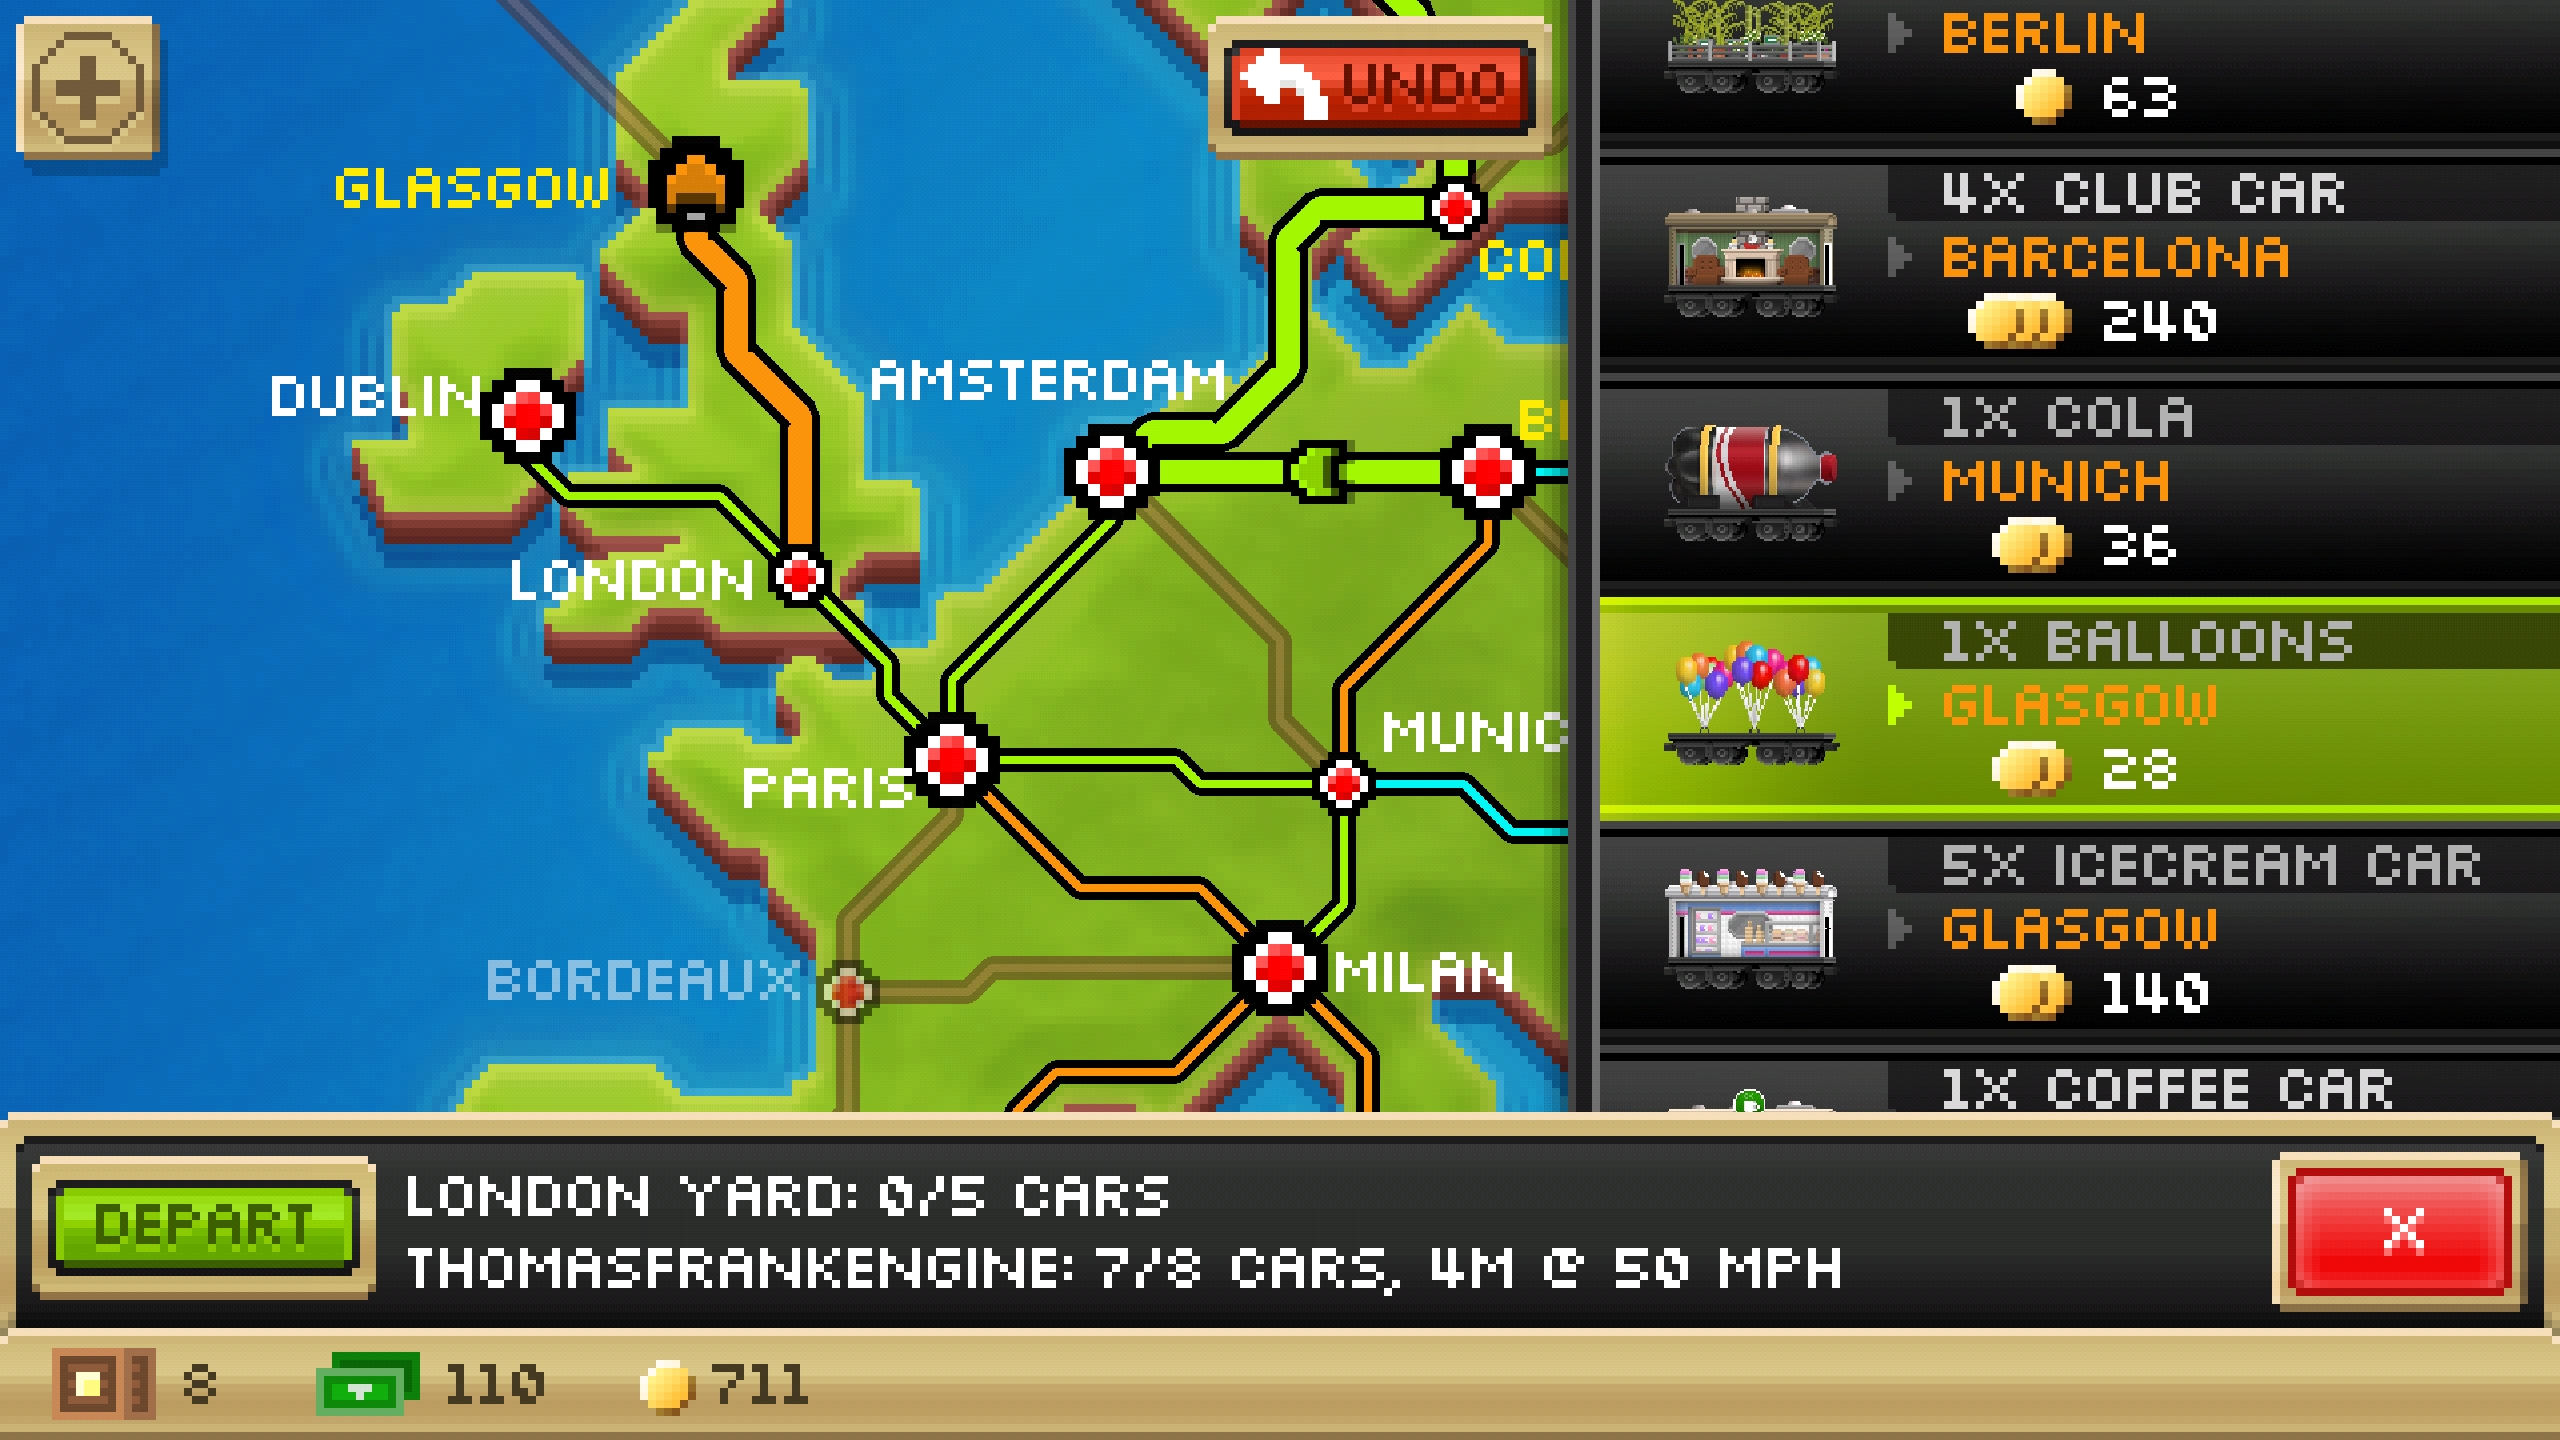 UNDO
GLASGOW
DUBLIN
AMSTERDAM
LONDON
PARIS
BORDEAUX
MILAN
BERLIN
63
4X CLUB CAR
BARCELONA
240
1X COLA
MUNICH
36
1X BALLOONS
GLASGOW
28
5X ICECREAM CAR
GLASGOW
140
1X COFFEE CAR
DEPART
LONDON YARD: 0/5 CARS
THOMASFRANKENGINE: 7/8 CARS, 4M @ 50 MPH
X
8
110
711